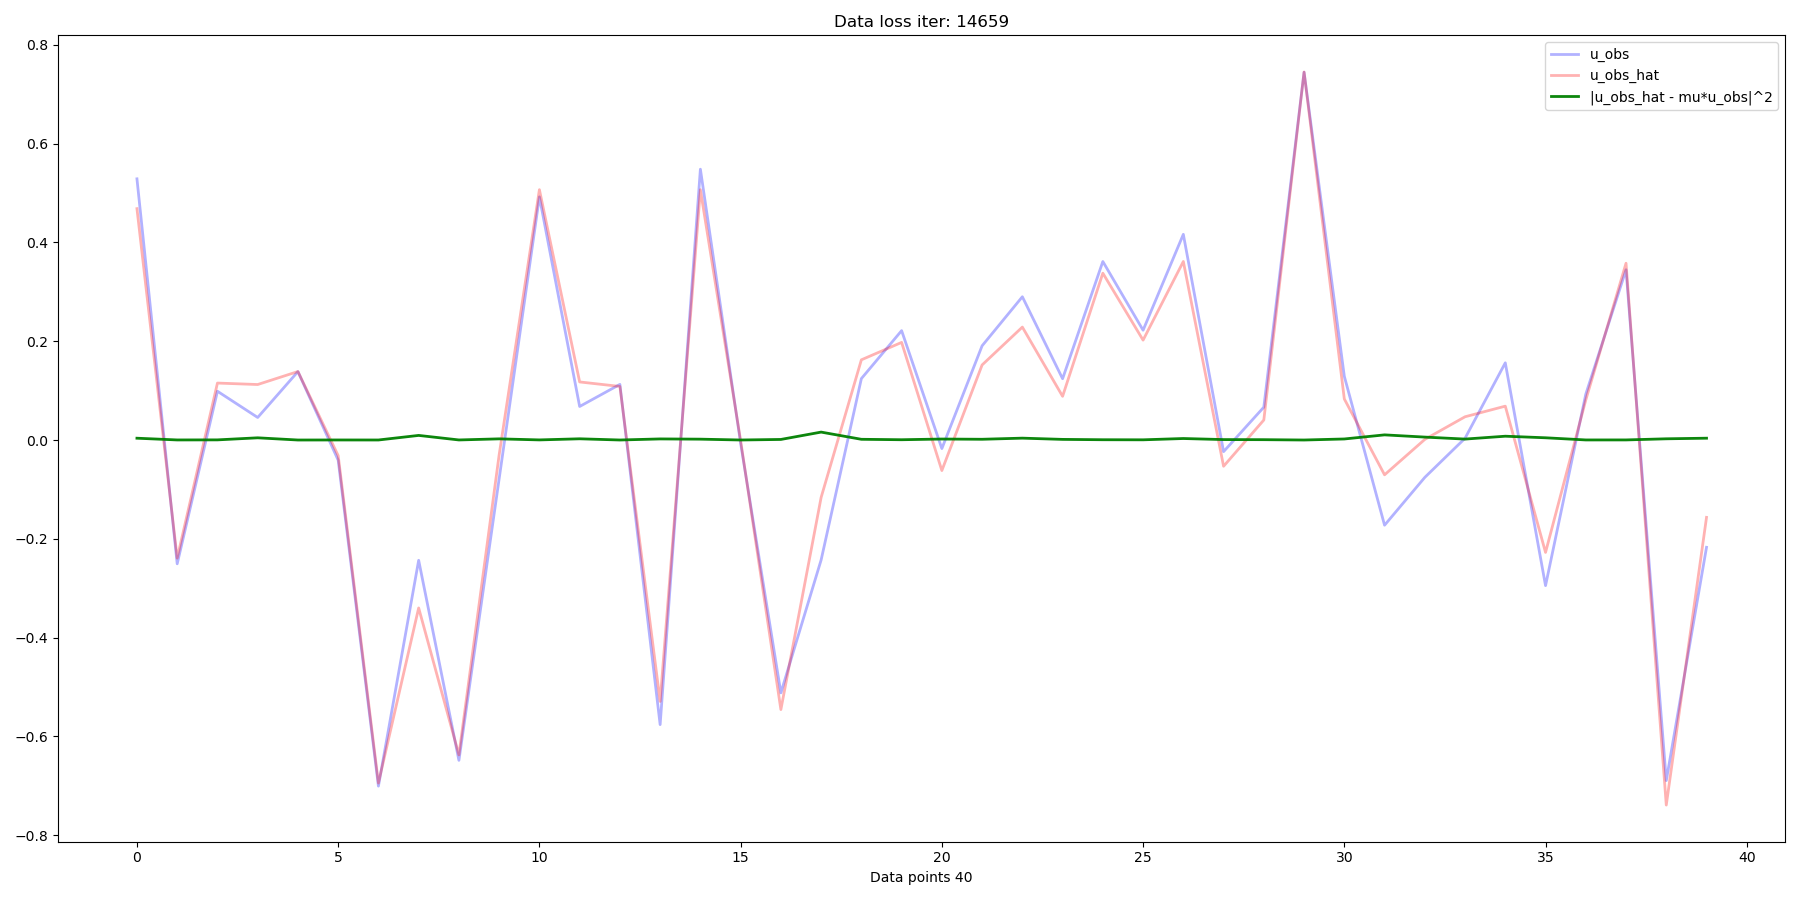 Data loss iter: 14659
u_obs
u_obs_hat
|u_obs_hat - mu*u_obs|^2
0.8
0.6
0.4
0.2
0.0
−0.2
−0.4
−0.6
−0.8
0 5 10 15 20 25 30 35 40
Data points 40